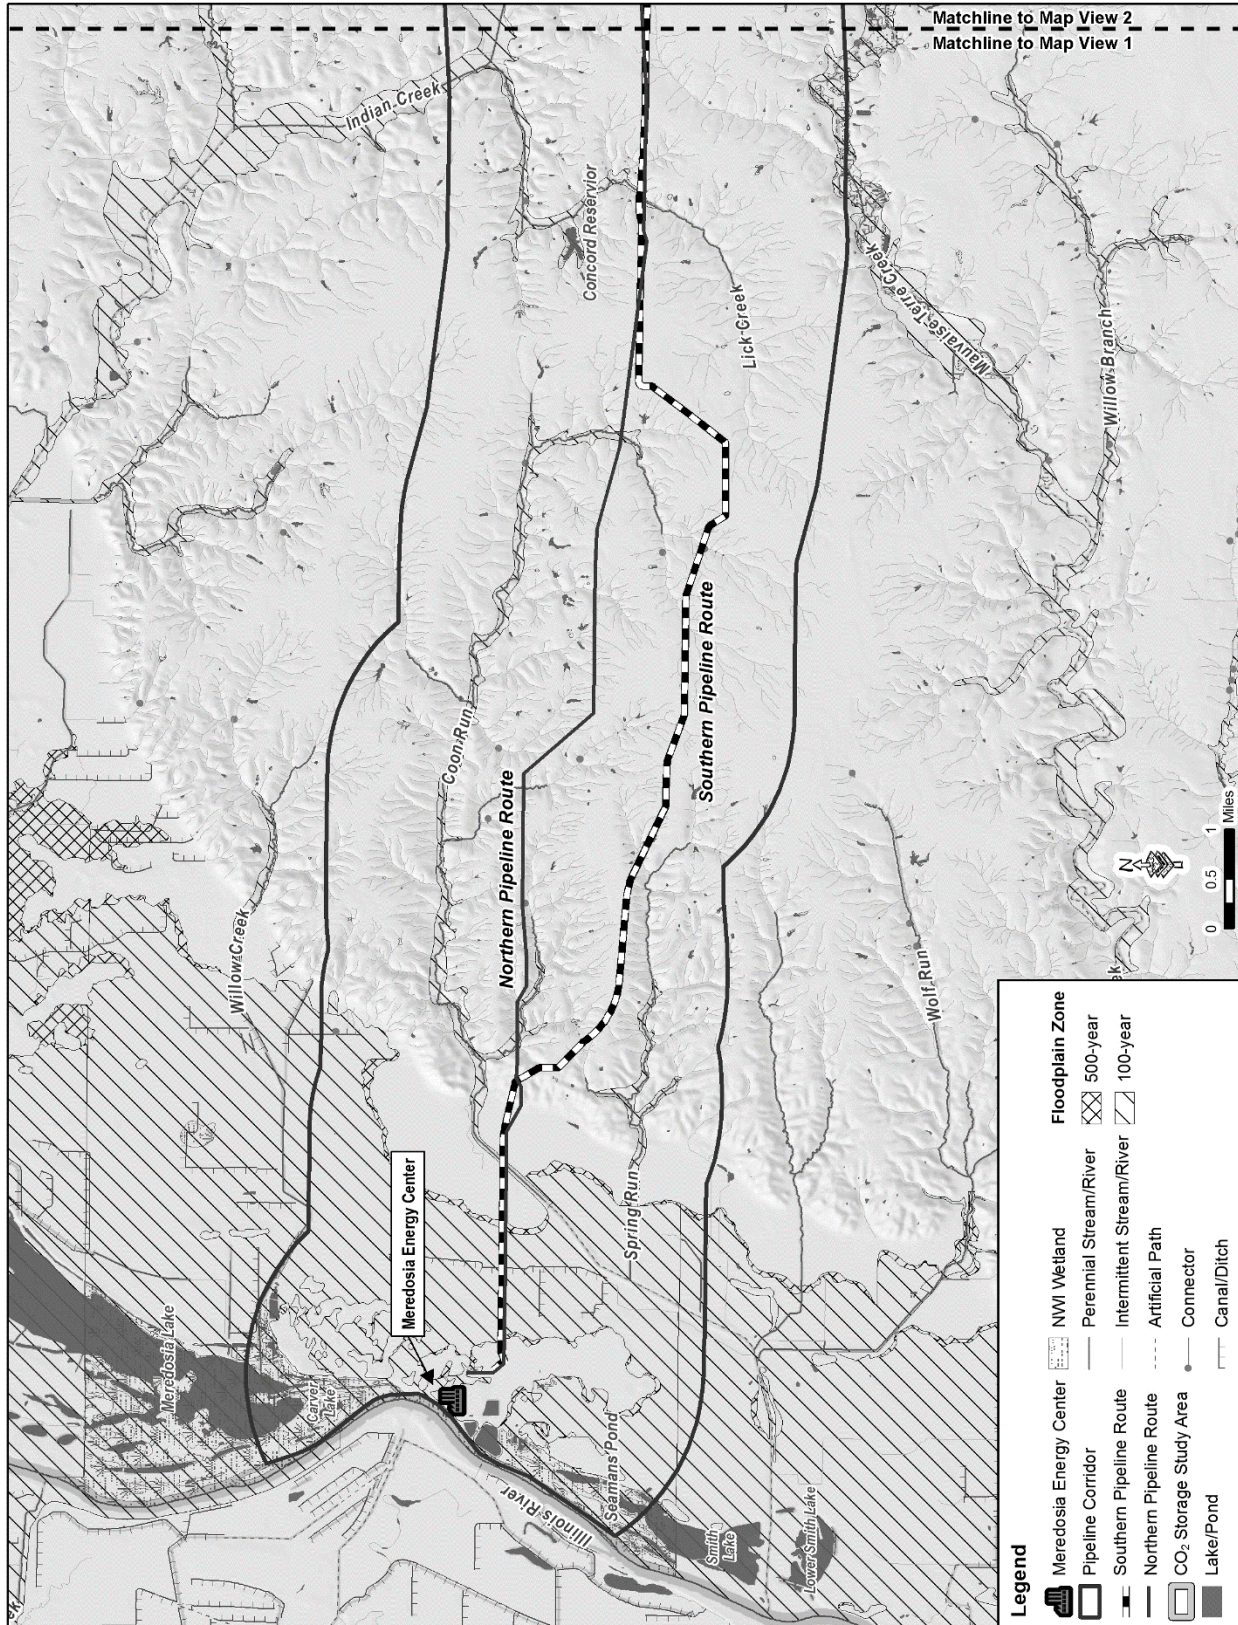 Matchline to Map View 2
Matchline to Map View 1
Indian Creek
Concord Reservior
Lick Creek
Mauvaise Terre Creek
Willow Branch
Coon Run
Northern Pipeline Route
Southern Pipeline Route
Willow Creek
Wolf Run
ek
Spring Run
Meredosia Energy Center
Meredosia Lake
Carver
Lake
Illinois River
Seamans Pond
Smith
Lake
Lower Smith Lake
ek
N
0 0.5 1
Miles
Legend
Meredosia Energy Center
Pipeline Corridor
Southern Pipeline Route
Northern Pipeline Route
CO2 Storage Study Area
Lake/Pond
NWI Wetland
Perennial Stream/River
Intermittent Stream/River
Artificial Path
Connector
Canal/Ditch
Floodplain Zone
500-year
100-year